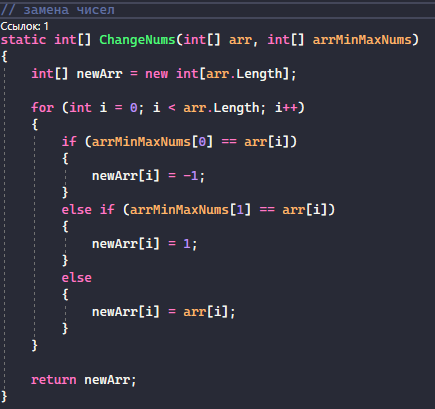 // замена чисел
Ссылок: 1
static int[] ChangeNums(int[] arr, int[] arrMinMaxNums)
{
    int[] newArr = new int[arr.Length];

    for (int i = 0; i < arr.Length; i++)
    {
        if (arrMinMaxNums[0] == arr[i])
        {
            newArr[i] = -1;
        }
        else if (arrMinMaxNums[1] == arr[i])
        {
            newArr[i] = 1;
        }
        else
        {
            newArr[i] = arr[i];
        }
    }

    return newArr;
}